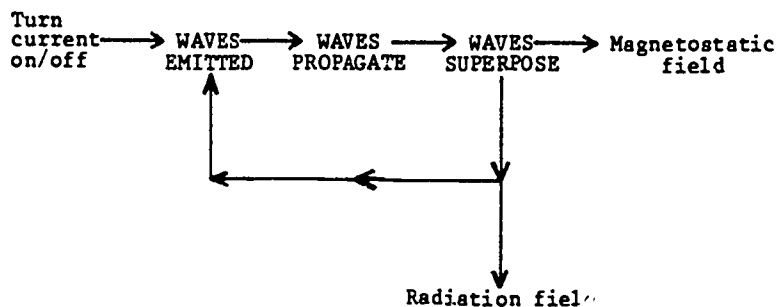 Turn
current
on/off
WAVES
EMITTED
WAVES
PROPAGATE
WAVES
SUPERPOSE
Magnetostatic
field
Radiation